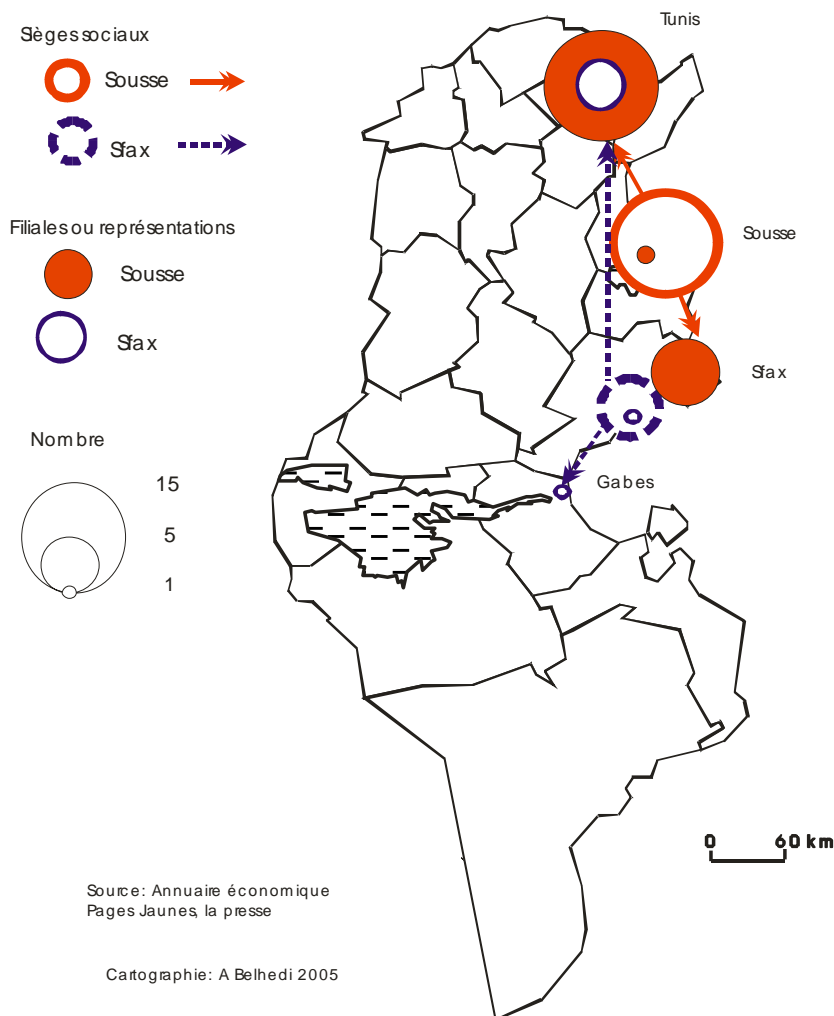 Sièges sociaux
Sousse
Sfax
Filiales ou représentations
Sousse
Sfax
Nombre
15
5
1
Tunis
Sousse
Sfax
Gabes
0 60 km
Source: Annuaire économique
Pages Jaunes, la presse
Cartographie: A Belhedi 2005